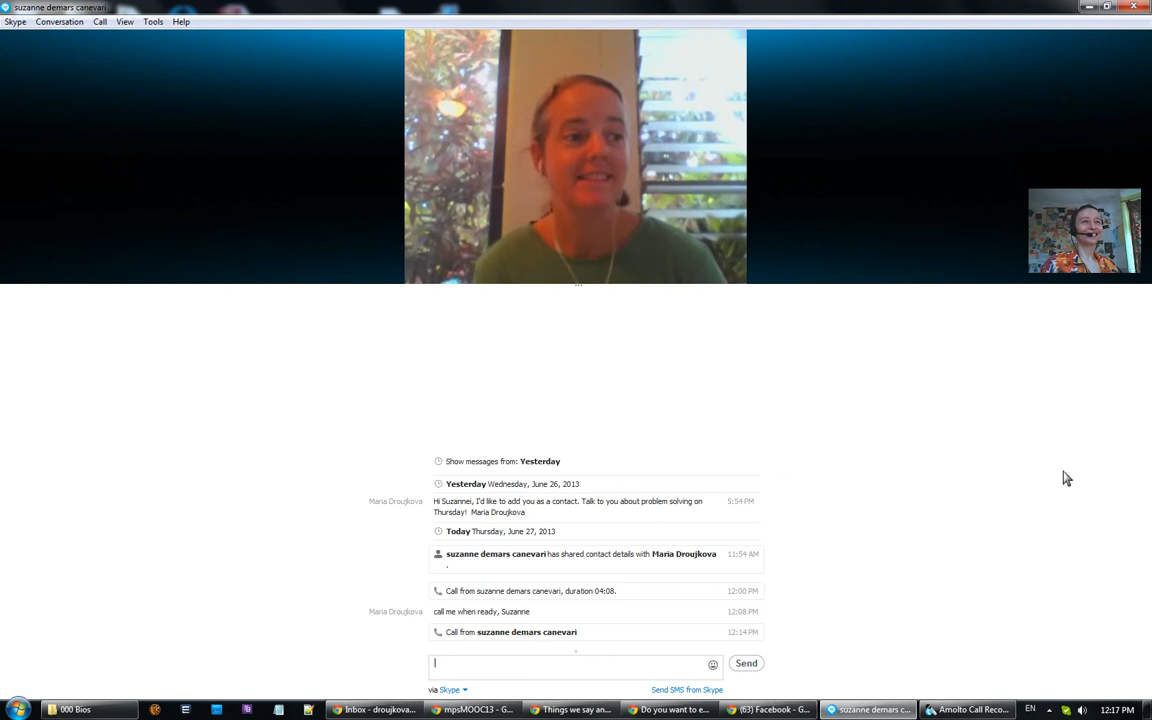 suzanne demars canevari
Skype Conversation Call View Tools Help
Show messages from: Yesterday
Yesterday Wednesday, June 26, 2013
Maria Droujkova Hi Suzannei, I'd like to add you as a contact. Talk to you about problem solving on 5:54 PM
Thursday! Maria Droujkova
Today Thursday, June 27, 2013
suzanne demars canevari has shared contact details with Maria Droujkova 11:54 AM
.
Call from suzanne demars canevari, duration 04:08. 12:00 PM
Maria Droujkova call me when ready, Suzanne 12:08 PM
Call from suzanne demars canevari 12:14 PM
Send
via Skype Send SMS from Skype
000 Bios Inbox - droujkova... mpsMOOC13 - G... Things we say an... Do you want to e... (63) Facebook - G... suzanne demars c... Amolto Call Reco... EN 12:17 PM